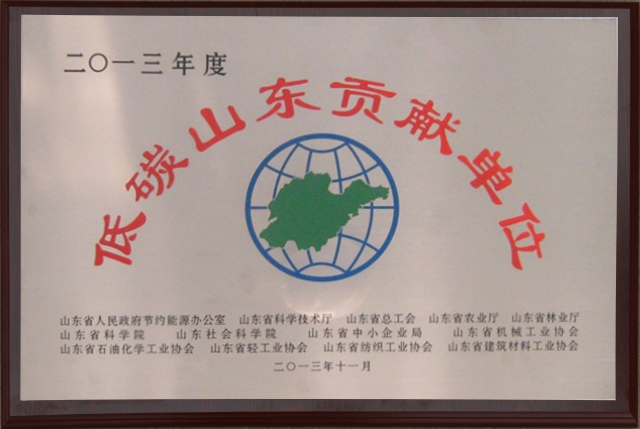 二〇一三年度
低碳山东贡献单位
山东省人民政府节约能源办公室 山东省科学技术厅 山东省总工会 山东省农业厅 山东省林业厅
山东省科学院 山东社会科学院 山东省中小企业局 山东省机械工业协会
山东省石油化学工业协会 山东省轻工业协会 山东省纺织工业协会 山东省建筑材料工业协会
二〇一三年十一月